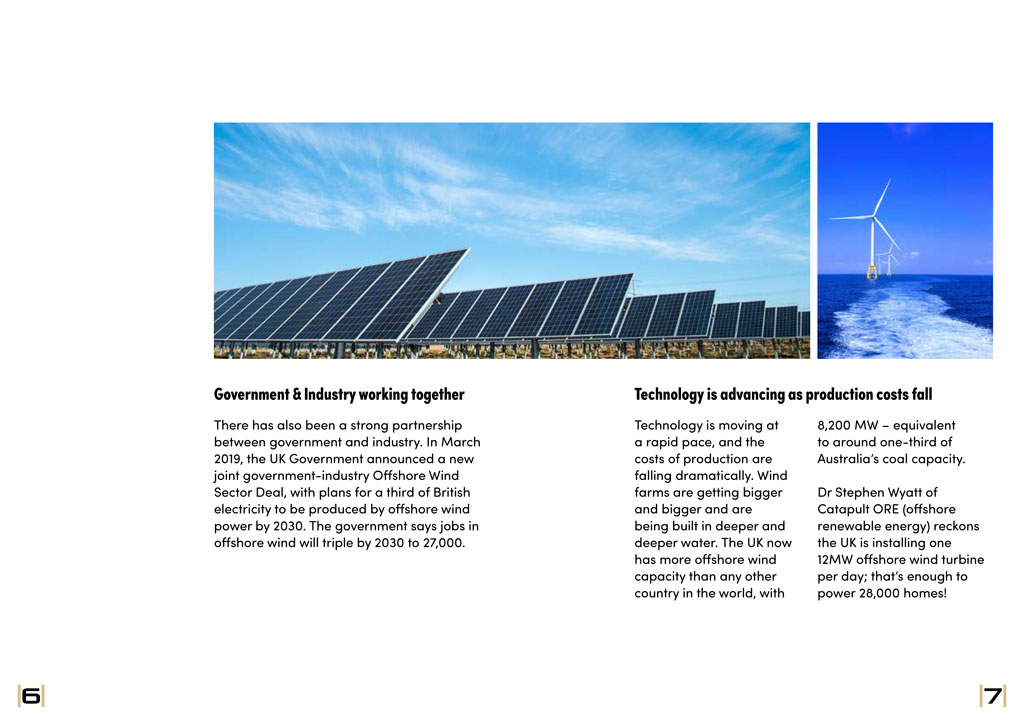 Government & Industry working together
There has also been a strong partnership
between government and industry. In March
2019, the UK Government announced a new
joint government-industry Offshore Wind
Sector Deal, with plans for a third of British
electricity to be produced by offshore wind
power by 2030. The government says jobs in
offshore wind will triple by 2030 to 27,000.
Technology is advancing as production costs fall
Technology is moving at
a rapid pace, and the
costs of production are
falling dramatically. Wind
farms are getting bigger
and bigger and are
being built in deeper and
deeper water. The UK now
has more offshore wind
capacity than any other
country in the world, with
8,200 MW – equivalent
to around one-third of
Australia’s coal capacity.
Dr Stephen Wyatt of
Catapult ORE (offshore
renewable energy) reckons
the UK is installing one
12MW offshore wind turbine
per day; that’s enough to
power 28,000 homes!
|6|
|7|